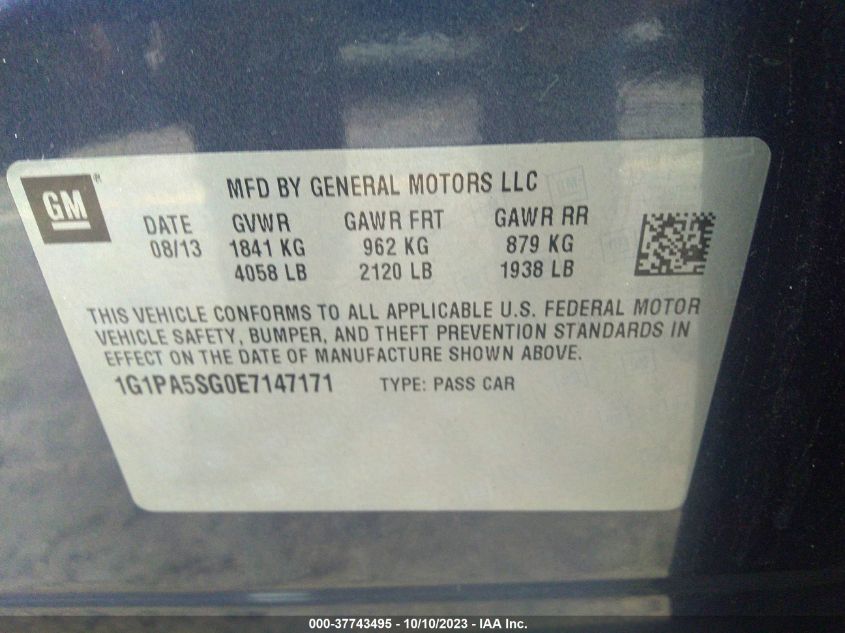 GM®
MFD BY GENERAL MOTORS LLC
DATE GVWR GAWR FRT GAWR RR
08/13 1841 KG 962 KG 879 KG
4058 LB 2120 LB 1938 LB
THIS VEHICLE CONFORMS TO ALL APPLICABLE U.S. FEDERAL MOTOR
VEHICLE SAFETY, BUMPER, AND THEFT PREVENTION STANDARDS IN
EFFECT ON THE DATE OF MANUFACTURE SHOWN ABOVE.
1G1PA5SG0E7147171 TYPE: PASS CAR
000-37743495 - 10/10/2023 - IAA Inc.